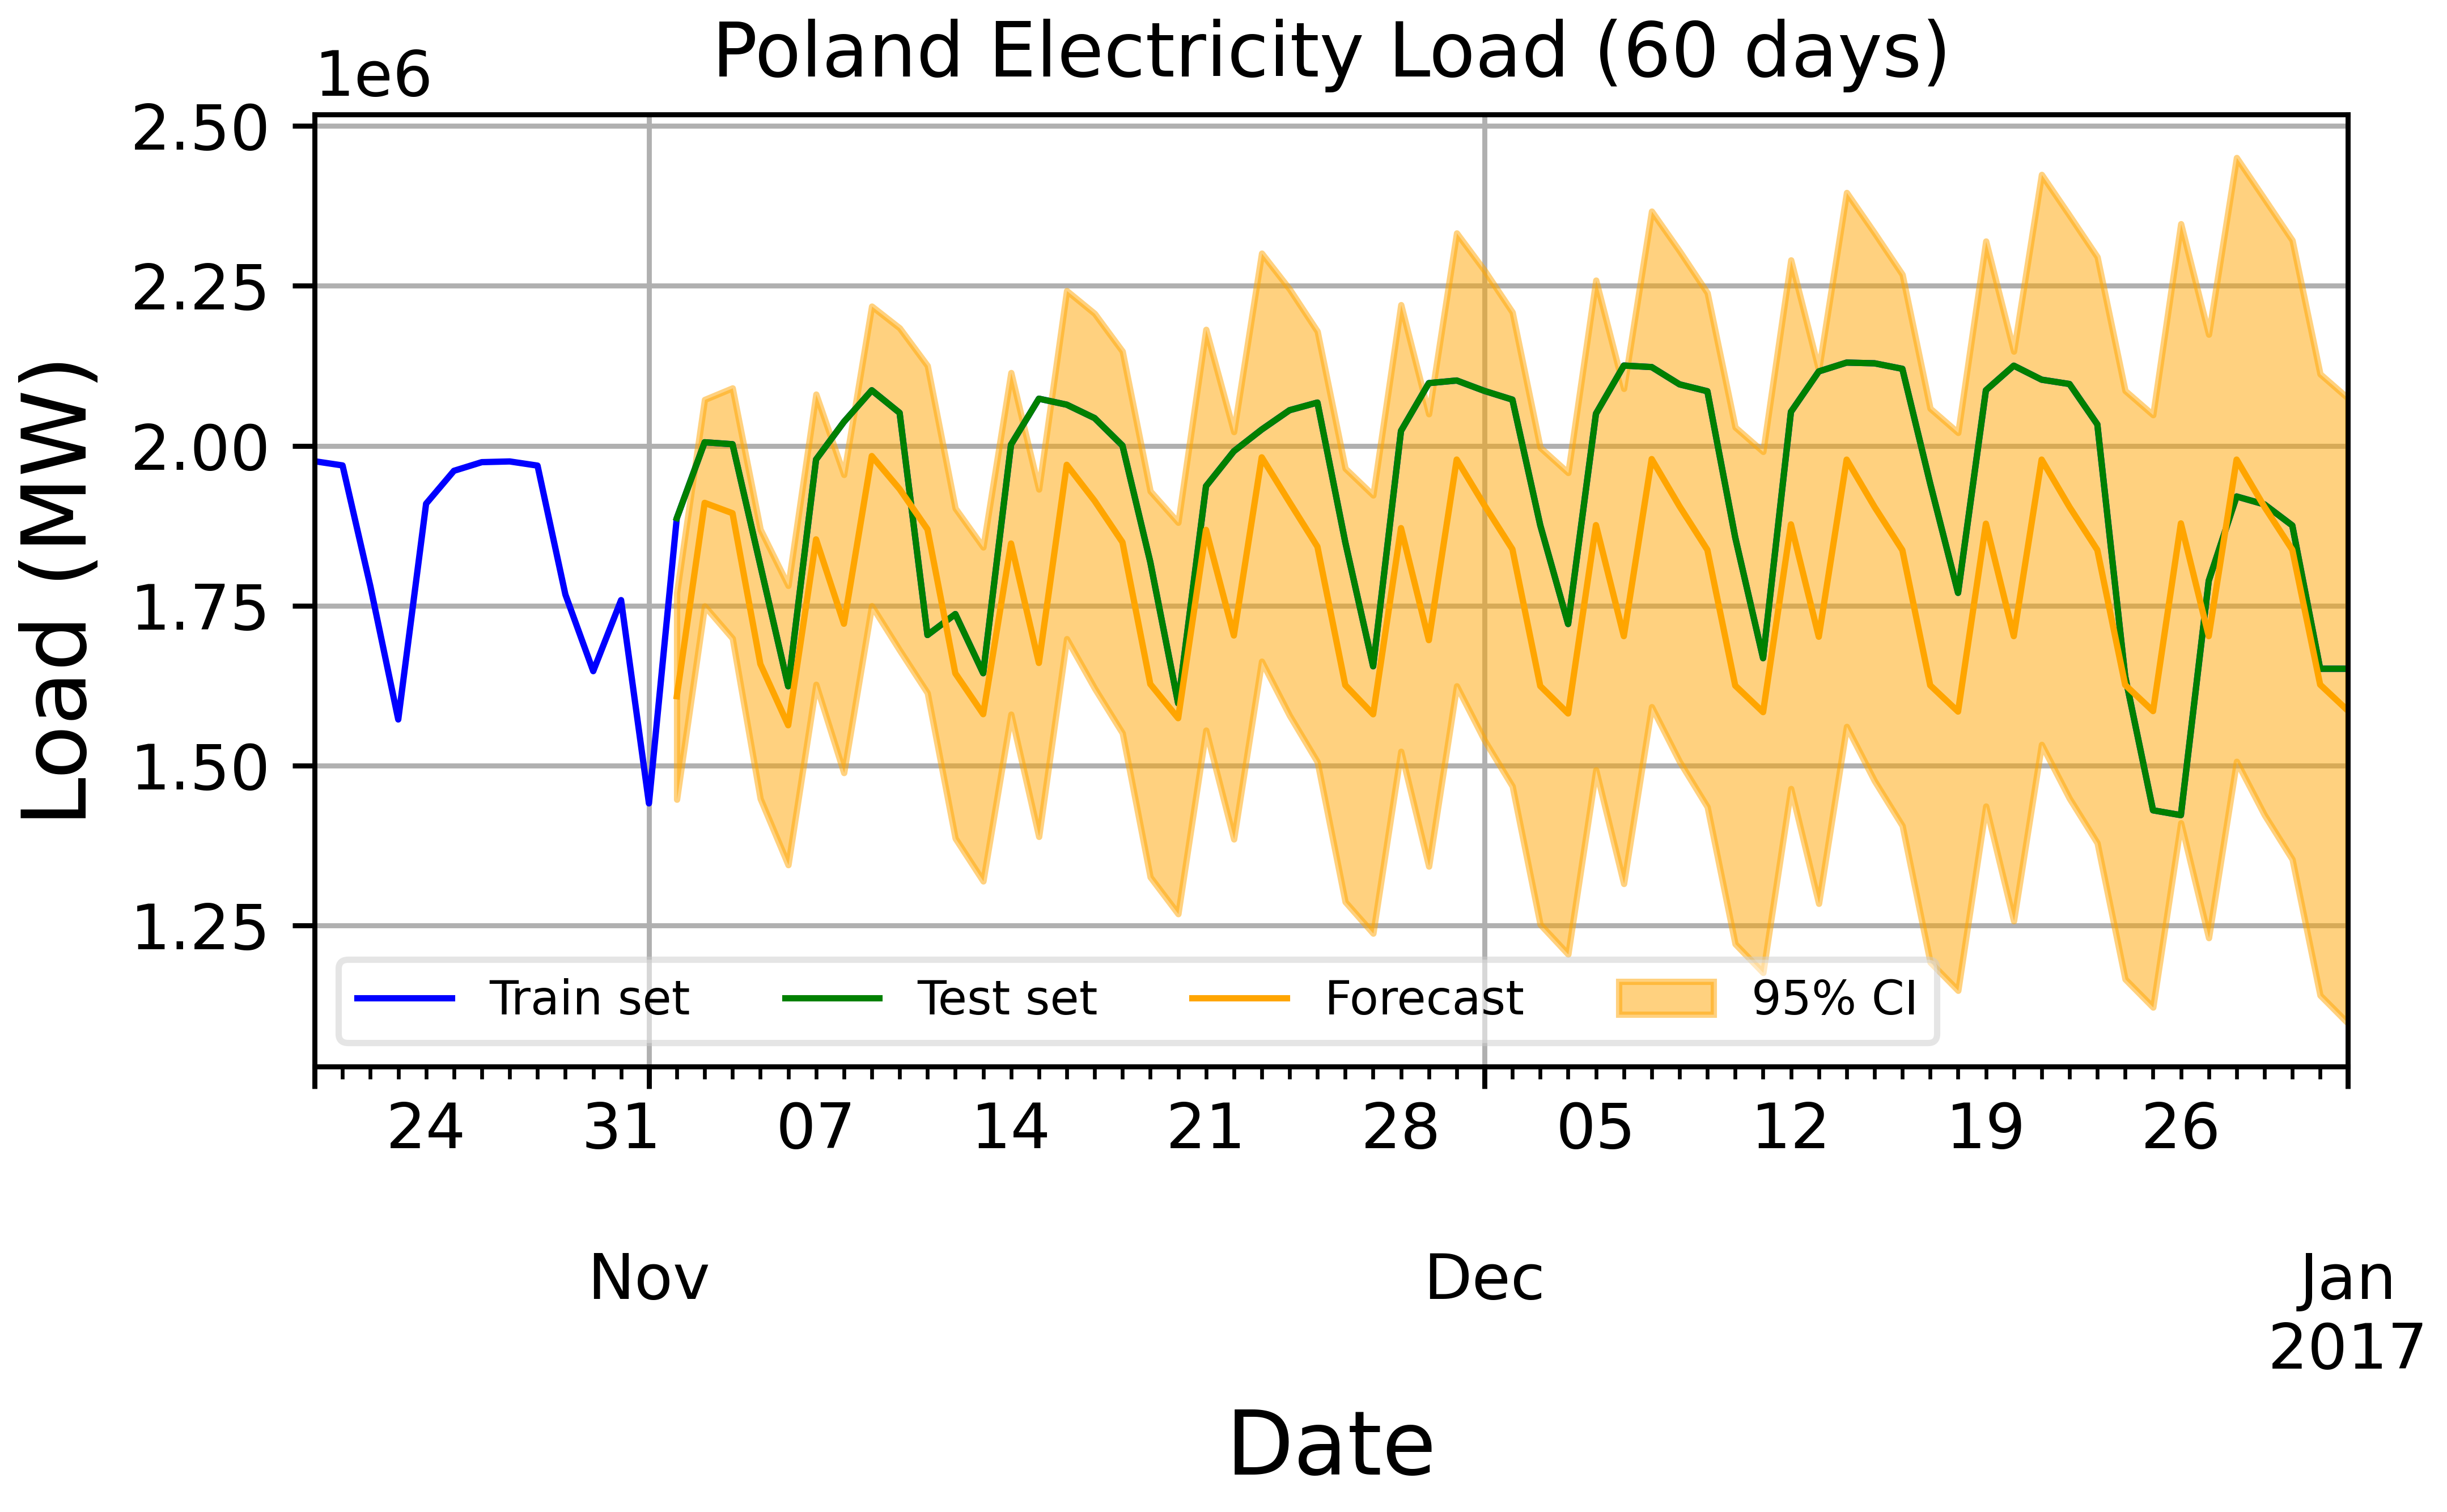 Poland Electricity Load (60 days)
1e6
2.50
2.25
2.00
1.75
1.50
1.25
Load (MW)
Train set Test set Forecast 95% CI
24 31 07 14 21 28 05 12 19 26
Nov Dec Jan
2017
Date